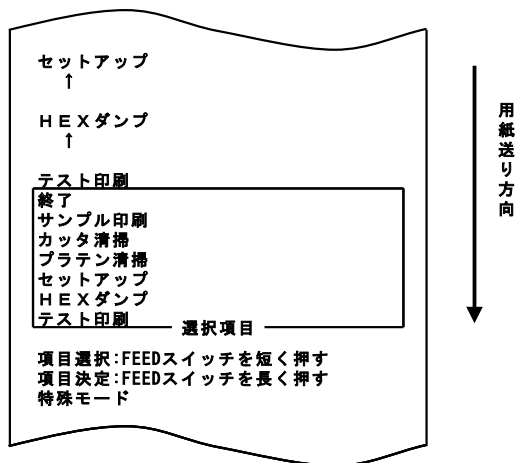 セットアップ
↑
HEXダンプ
↑
テスト印刷
終了
サンプル印刷
カッタ清掃
プラテン清掃
セットアップ
HEXダンプ
テスト印刷
選択項目
項目選択:FEEDスイッチを短く押す
項目決定:FEEDスイッチを長く押す
特殊モード
用紙送り方向